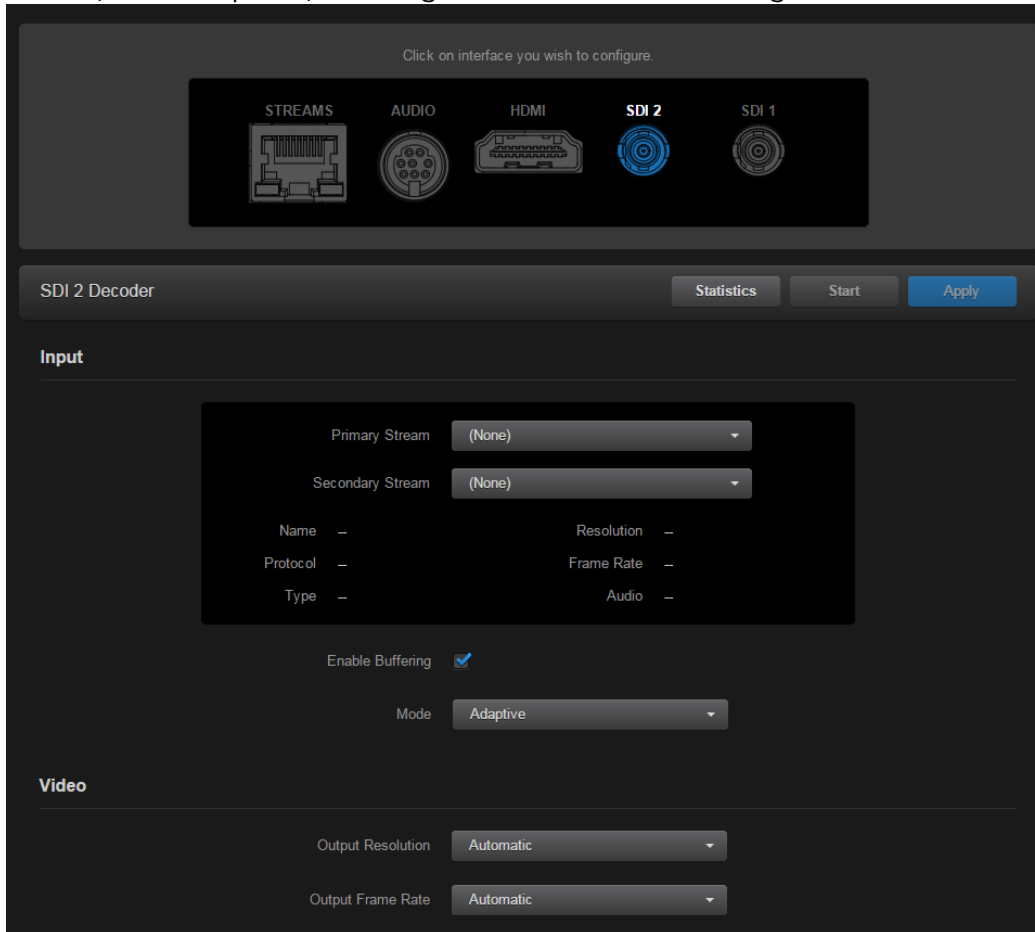 Click on interface you wish to configure.
STREAMS AUDIO HDMI SDI 2 SDI 1
SDI 2 Decoder Statistics Start Apply
Input
Primary Stream (None)
Secondary Stream (None)
Name -- Resolution --
Protocol -- Frame Rate --
Type -- Audio --
Enable Buffering
Mode Adaptive
Video
Output Resolution Automatic
Output Frame Rate Automatic